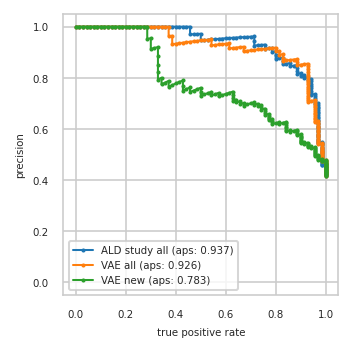 1.0
0.8
0.6
0.4
0.2
0.0
precision
ALD study all (aps: 0.937)
VAE all (aps: 0.926)
VAE new (aps: 0.783)
0.0 0.2 0.4 0.6 0.8 1.0
true positive rate